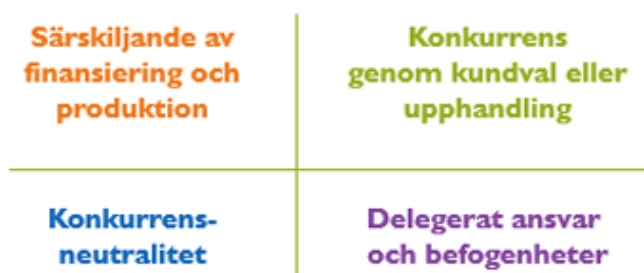 Särskiljande av
finansiering och
produktion
Konkurrens
genom kundval eller
upphandling
Konkurrens-
neutralitet
Delegerat ansvar
och befogenheter